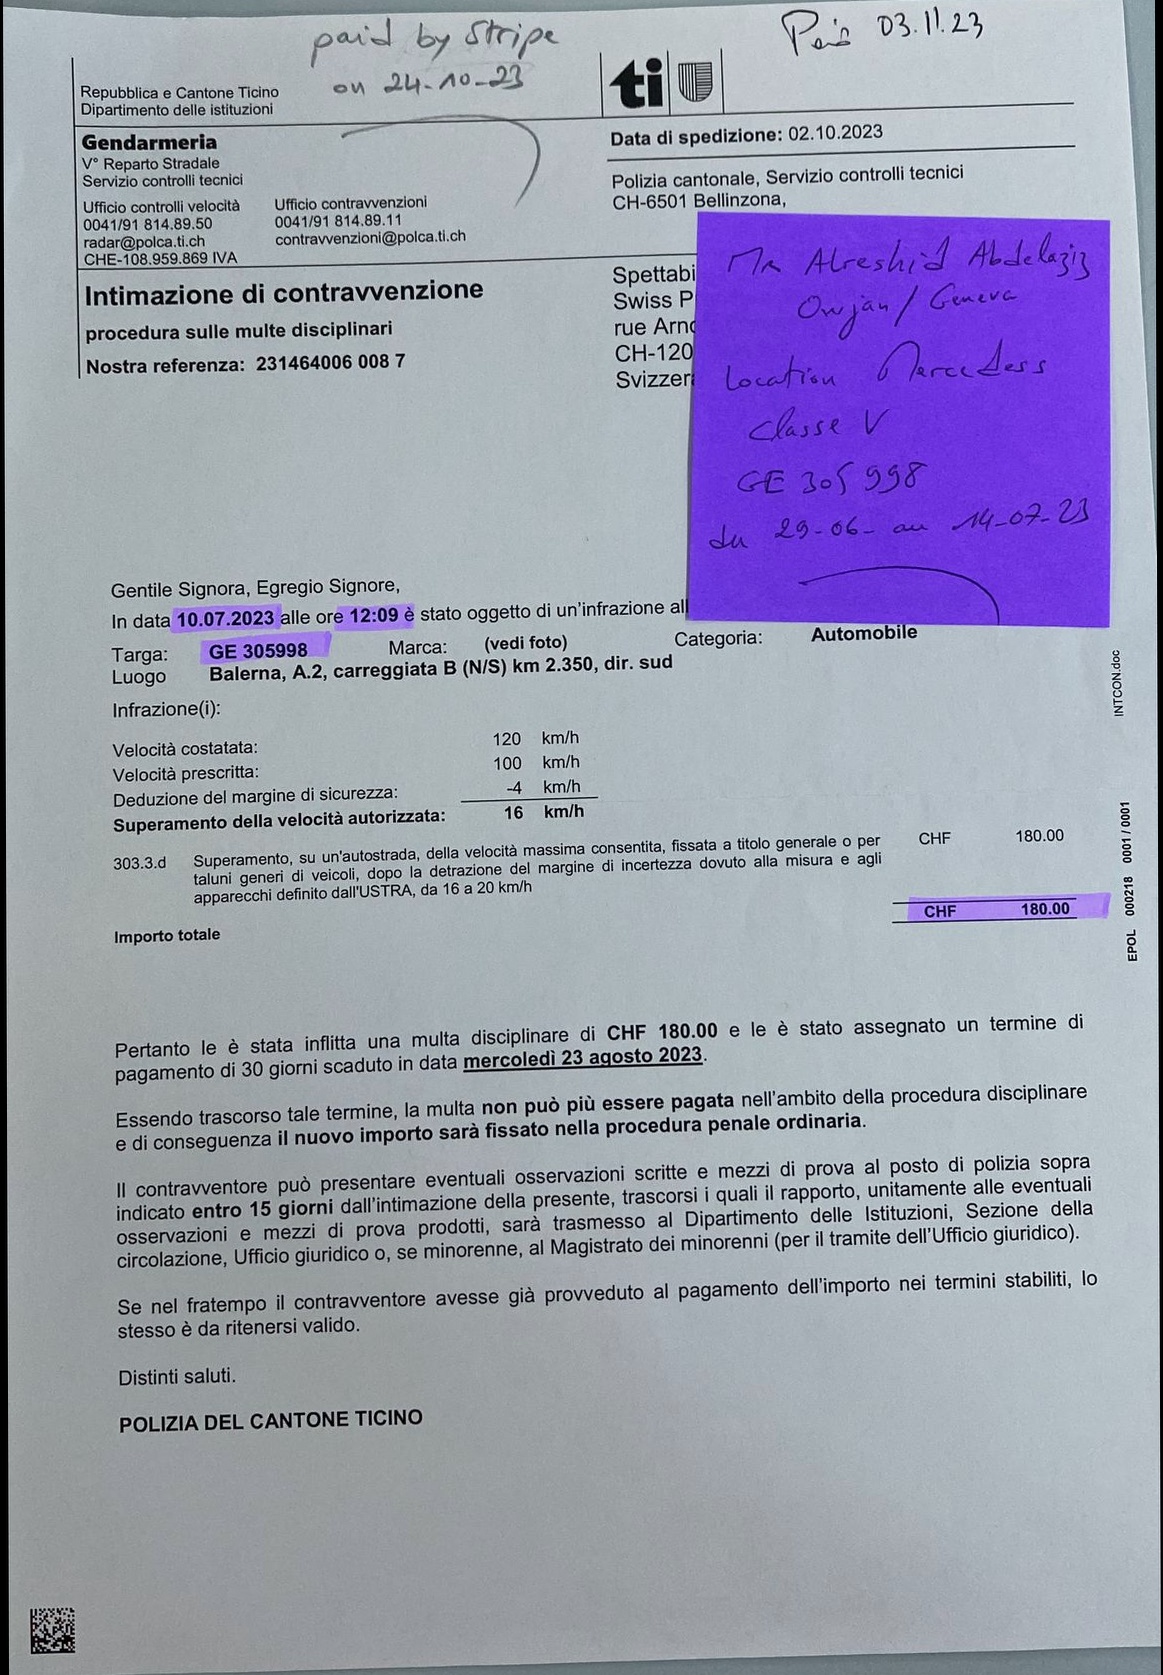 paid by Stripe
on 24-10-23
Paid 03.11.23
Repubblica e Cantone Ticino
Dipartimento delle istituzioni
ti
Gendarmeria
V° Reparto Stradale
Servizio controlli tecnici
Ufficio controlli velocità
0041/91 814.89.50
radar@polca.ti.ch
CHE-108.959.869 IVA
Ufficio contravvenzioni
0041/91 814.89.11
contravvenzioni@polca.ti.ch
Data di spedizione: 02.10.2023
Polizia cantonale, Servizio controlli tecnici
CH-6501 Bellinzona,
Intimazione di contravvenzione
procedura sulle multe disciplinari
Nostra referenza: 231464006 008 7
Spettabi
Swiss P
rue Arno
CH-120
Svizzer
Mr Alreshid Abdelaziz
Owjan / Geneva
Location Mercedess
Classe V
GE 305 998
du 29-06- au 14-07-23
Gentile Signora, Egregio Signore,
In data 10.07.2023 alle ore 12:09 è stato oggetto di un'infrazione all
Targa: GE 305998 Marca: (vedi foto) Categoria: Automobile
Luogo Balerna, A.2, carreggiata B (N/S) km 2.350, dir. sud
Infrazione(i):
Velocità costatata: 120 km/h
Velocità prescritta: 100 km/h
Deduzione del margine di sicurezza: -4 km/h
Superamento della velocità autorizzata: 16 km/h
303.3.d Superamento, su un'autostrada, della velocità massima consentita, fissata a titolo generale o per CHF 180.00
taluni generi di veicoli, dopo la detrazione del margine di incertezza dovuto alla misura e agli
apparecchi definito dall'USTRA, da 16 a 20 km/h
Importo totale CHF 180.00
Pertanto le è stata inflitta una multa disciplinare di CHF 180.00 e le è stato assegnato un termine di
pagamento di 30 giorni scaduto in data mercoledì 23 agosto 2023.
Essendo trascorso tale termine, la multa non può più essere pagata nell'ambito della procedura disciplinare
e di conseguenza il nuovo importo sarà fissato nella procedura penale ordinaria.
Il contravventore può presentare eventuali osservazioni scritte e mezzi di prova al posto di polizia sopra
indicato entro 15 giorni dall'intimazione della presente, trascorsi i quali il rapporto, unitamente alle eventuali
osservazioni e mezzi di prova prodotti, sarà trasmesso al Dipartimento delle Istituzioni, Sezione della
circolazione, Ufficio giuridico o, se minorenne, al Magistrato dei minorenni (per il tramite dell'Ufficio giuridico).
Se nel fratempo il contravventore avesse già provveduto al pagamento dell'importo nei termini stabiliti, lo
stesso è da ritenersi valido.
Distinti saluti.
POLIZIA DEL CANTONE TICINO
INTCON.doc
EPOL 000218 0001 / 0001